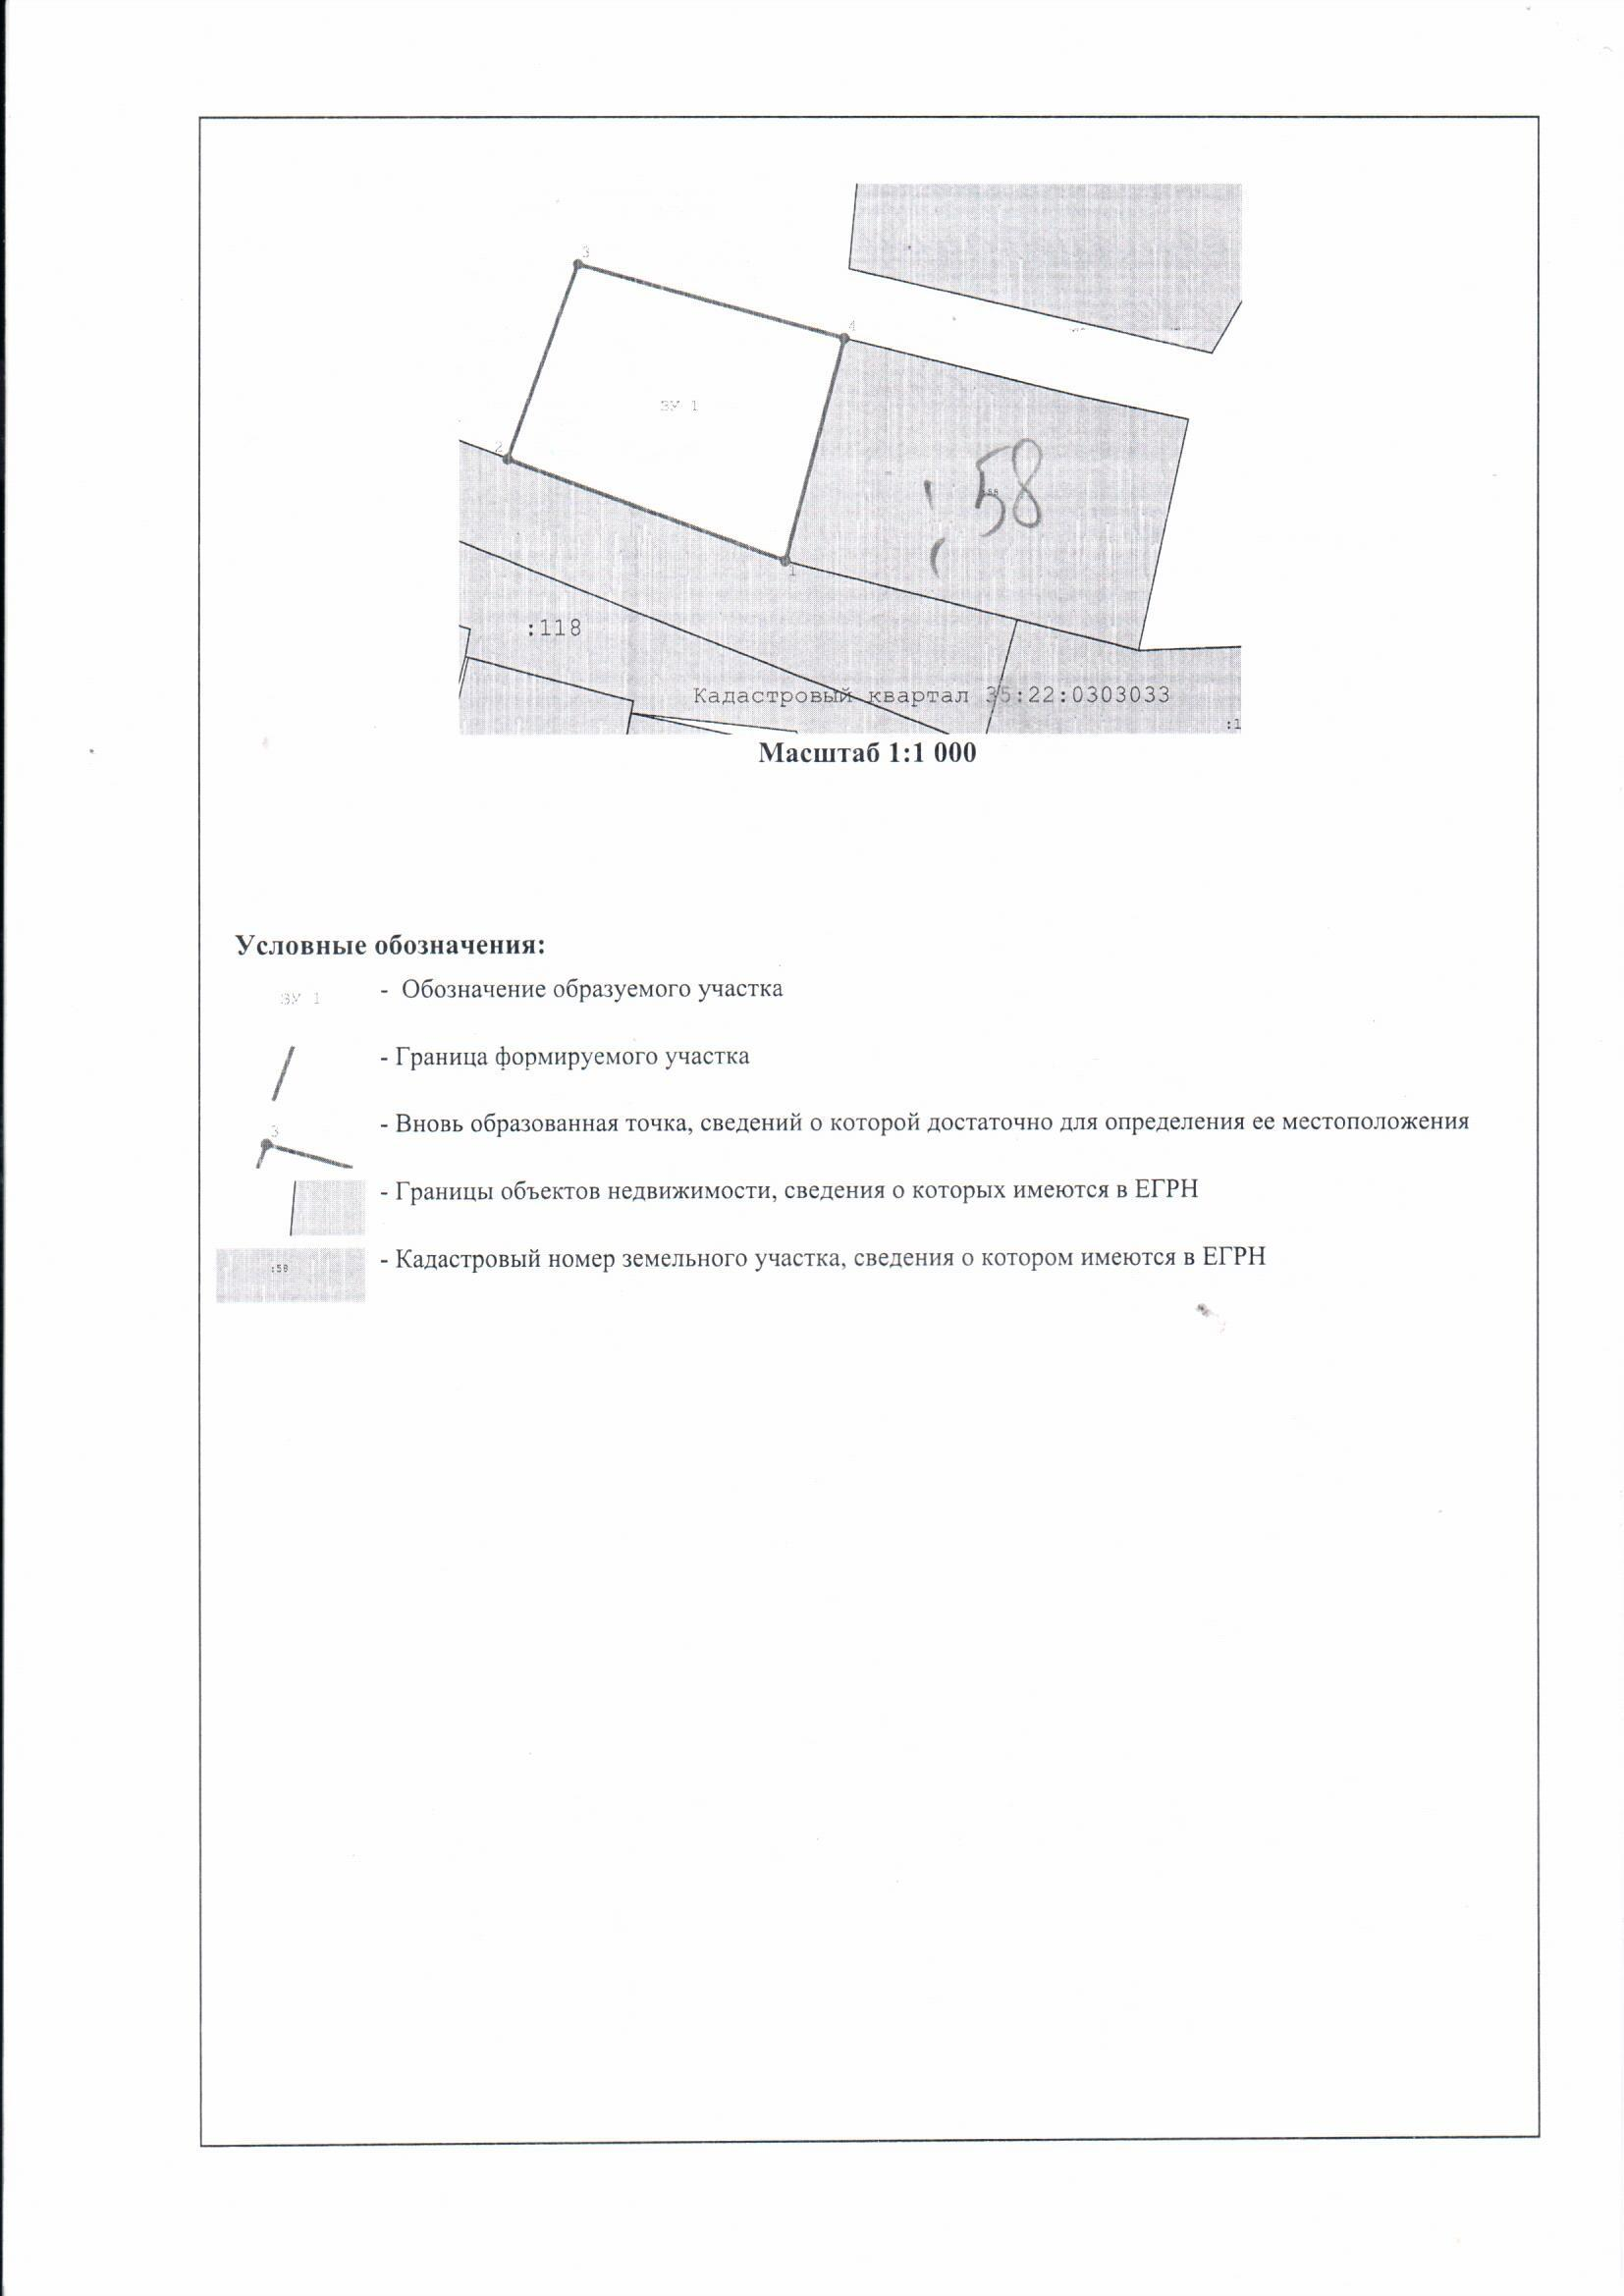 3
4
ЗУ 1
2
:58
:58
1
:118
Кадастровый квартал 35:22:0303033
:1
Масштаб 1:1 000
Условные обозначения:
ЗУ 1 - Обозначение образуемого участка
- Граница формируемого участка
3 - Вновь образованная точка, сведений о которой достаточно для определения ее местоположения
- Границы объектов недвижимости, сведения о которых имеются в ЕГРН
:58 - Кадастровый номер земельного участка, сведения о котором имеются в ЕГРН